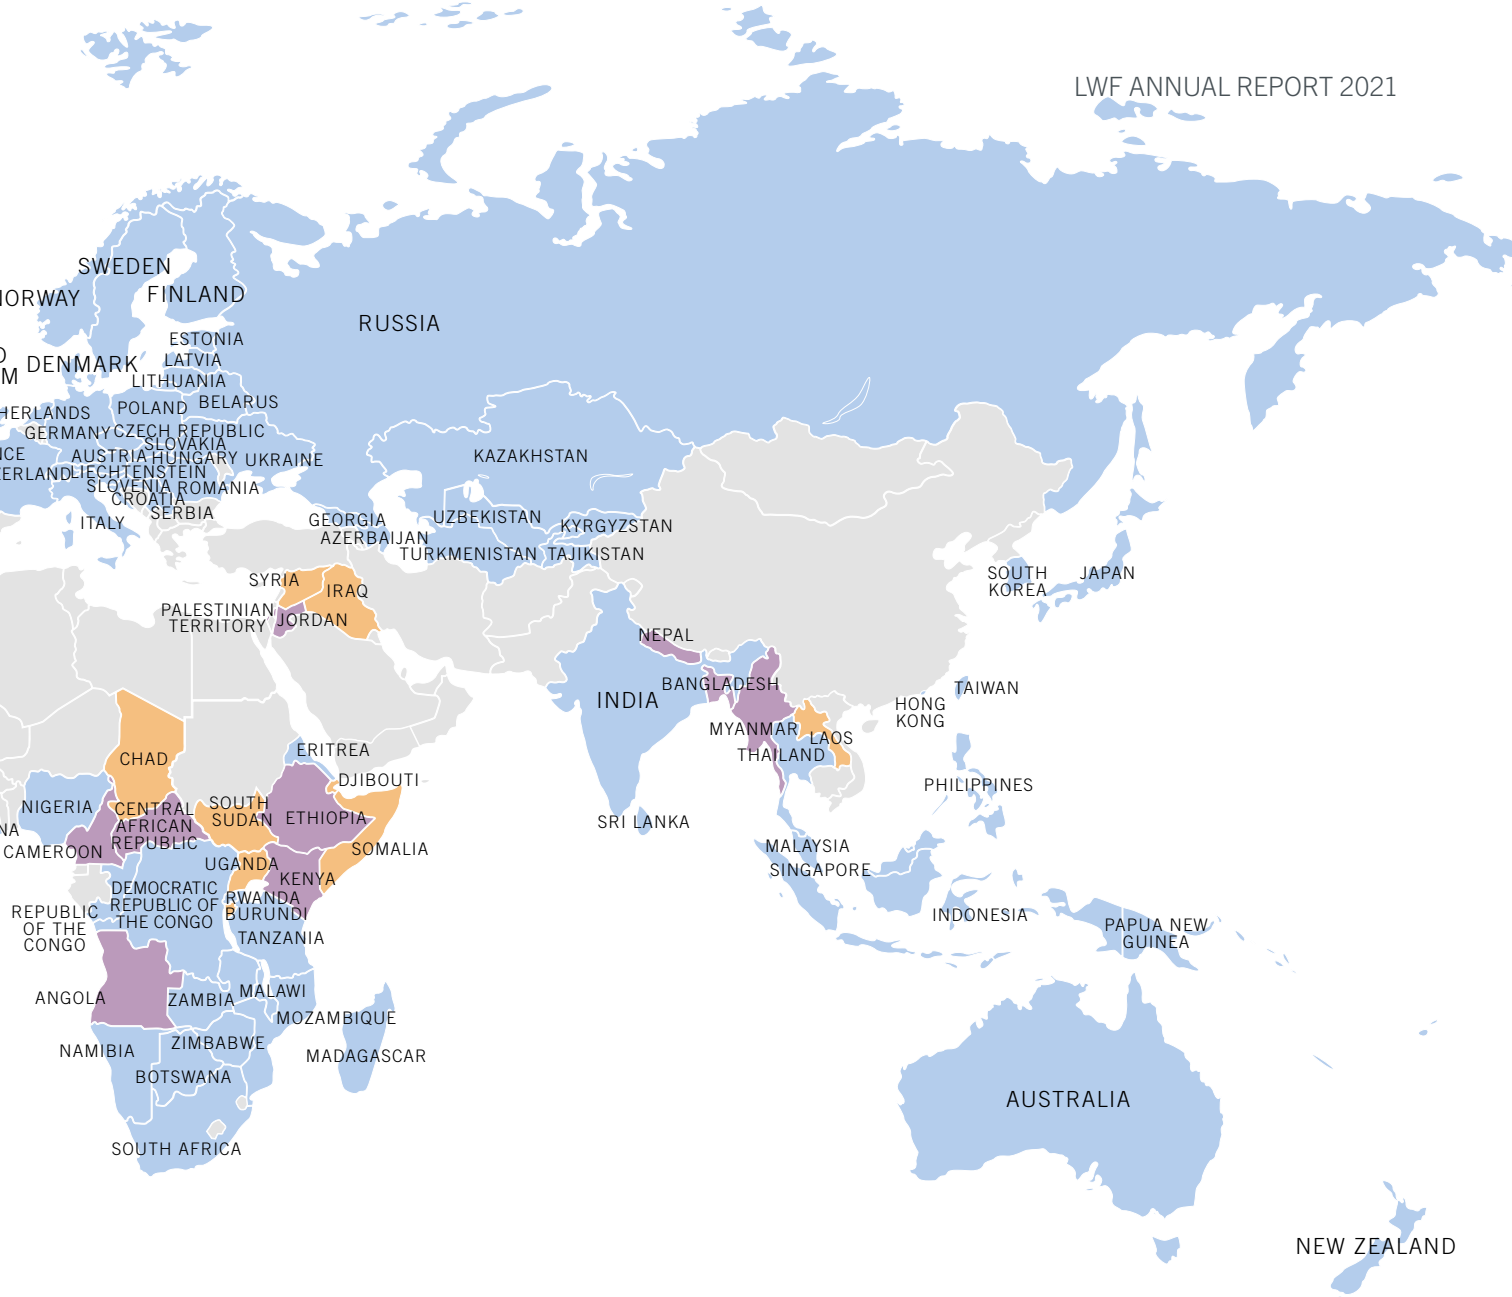 LWF ANNUAL REPORT 2021
SWEDEN
FINLAND
RUSSIA
ESTONIA
DENMARK
LATVIA
LITHUANIA
POLAND
BELARUS
GERMANY
CZECH REPUBLIC
SLOVAKIA
AUSTRIA
HUNGARY
UKRAINE
LIECHTENSTEIN
SLOVENIA
ROMANIA
CROATIA
SERBIA
ITALY
KAZAKHSTAN
GEORGIA
UZBEKISTAN
KYRGYZSTAN
AZERBAIJAN
TURKMENISTAN
TAJIKISTAN
SYRIA
IRAQ
PALESTINIAN
TERRITORY
JORDAN
SOUTH
KOREA
JAPAN
NEPAL
BANGLADESH
INDIA
TAIWAN
HONG
KONG
MYANMAR
LAOS
THAILAND
PHILIPPINES
SRI LANKA
MALAYSIA
SINGAPORE
INDONESIA
PAPUA NEW
GUINEA
CHAD
ERITREA
DJIBOUTI
NIGERIA
CENTRAL
AFRICAN
REPUBLIC
SOUTH
SUDAN
ETHIOPIA
NA
CAMEROON
SOMALIA
UGANDA
KENYA
DEMOCRATIC
REPUBLIC OF
THE CONGO
RWANDA
BURUNDI
REPUBLIC
OF THE
CONGO
TANZANIA
ANGOLA
ZAMBIA
MALAWI
MOZAMBIQUE
NAMIBIA
ZIMBABWE
MADAGASCAR
BOTSWANA
SOUTH AFRICA
AUSTRALIA
NEW ZEALAND